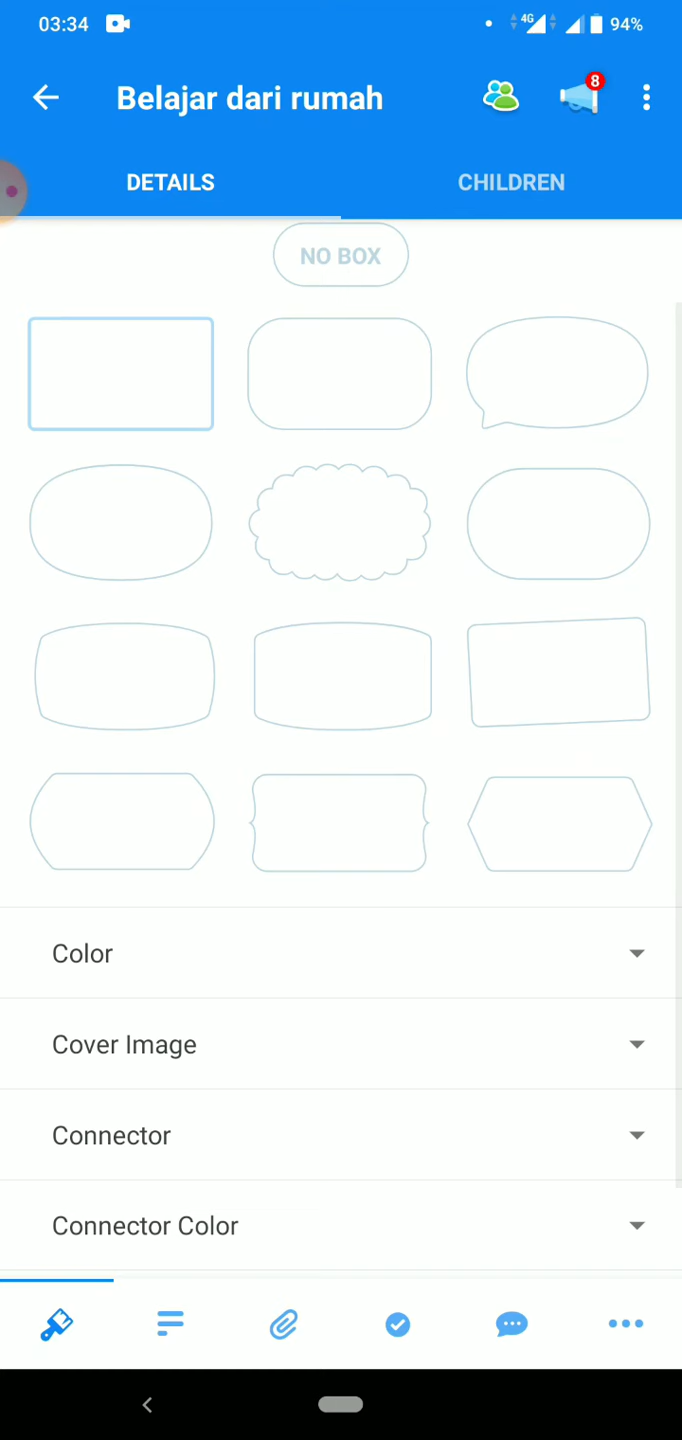 03:34
4G
94%
Belajar dari rumah
8
DETAILS
CHILDREN
NO BOX
Color
Cover Image
Connector
Connector Color